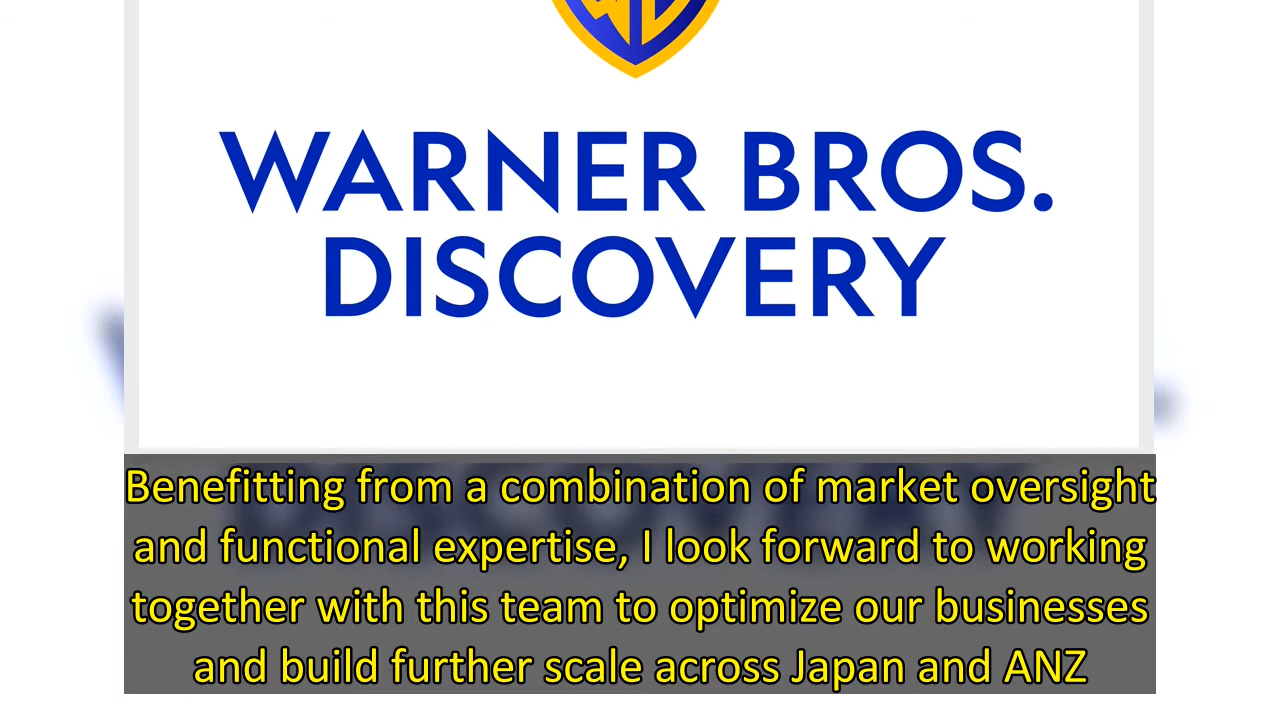 WARNER BROS.
DISCOVERY
Benefitting from a combination of market oversight
and functional expertise, I look forward to working
together with this team to optimize our businesses
and build further scale across Japan and ANZ